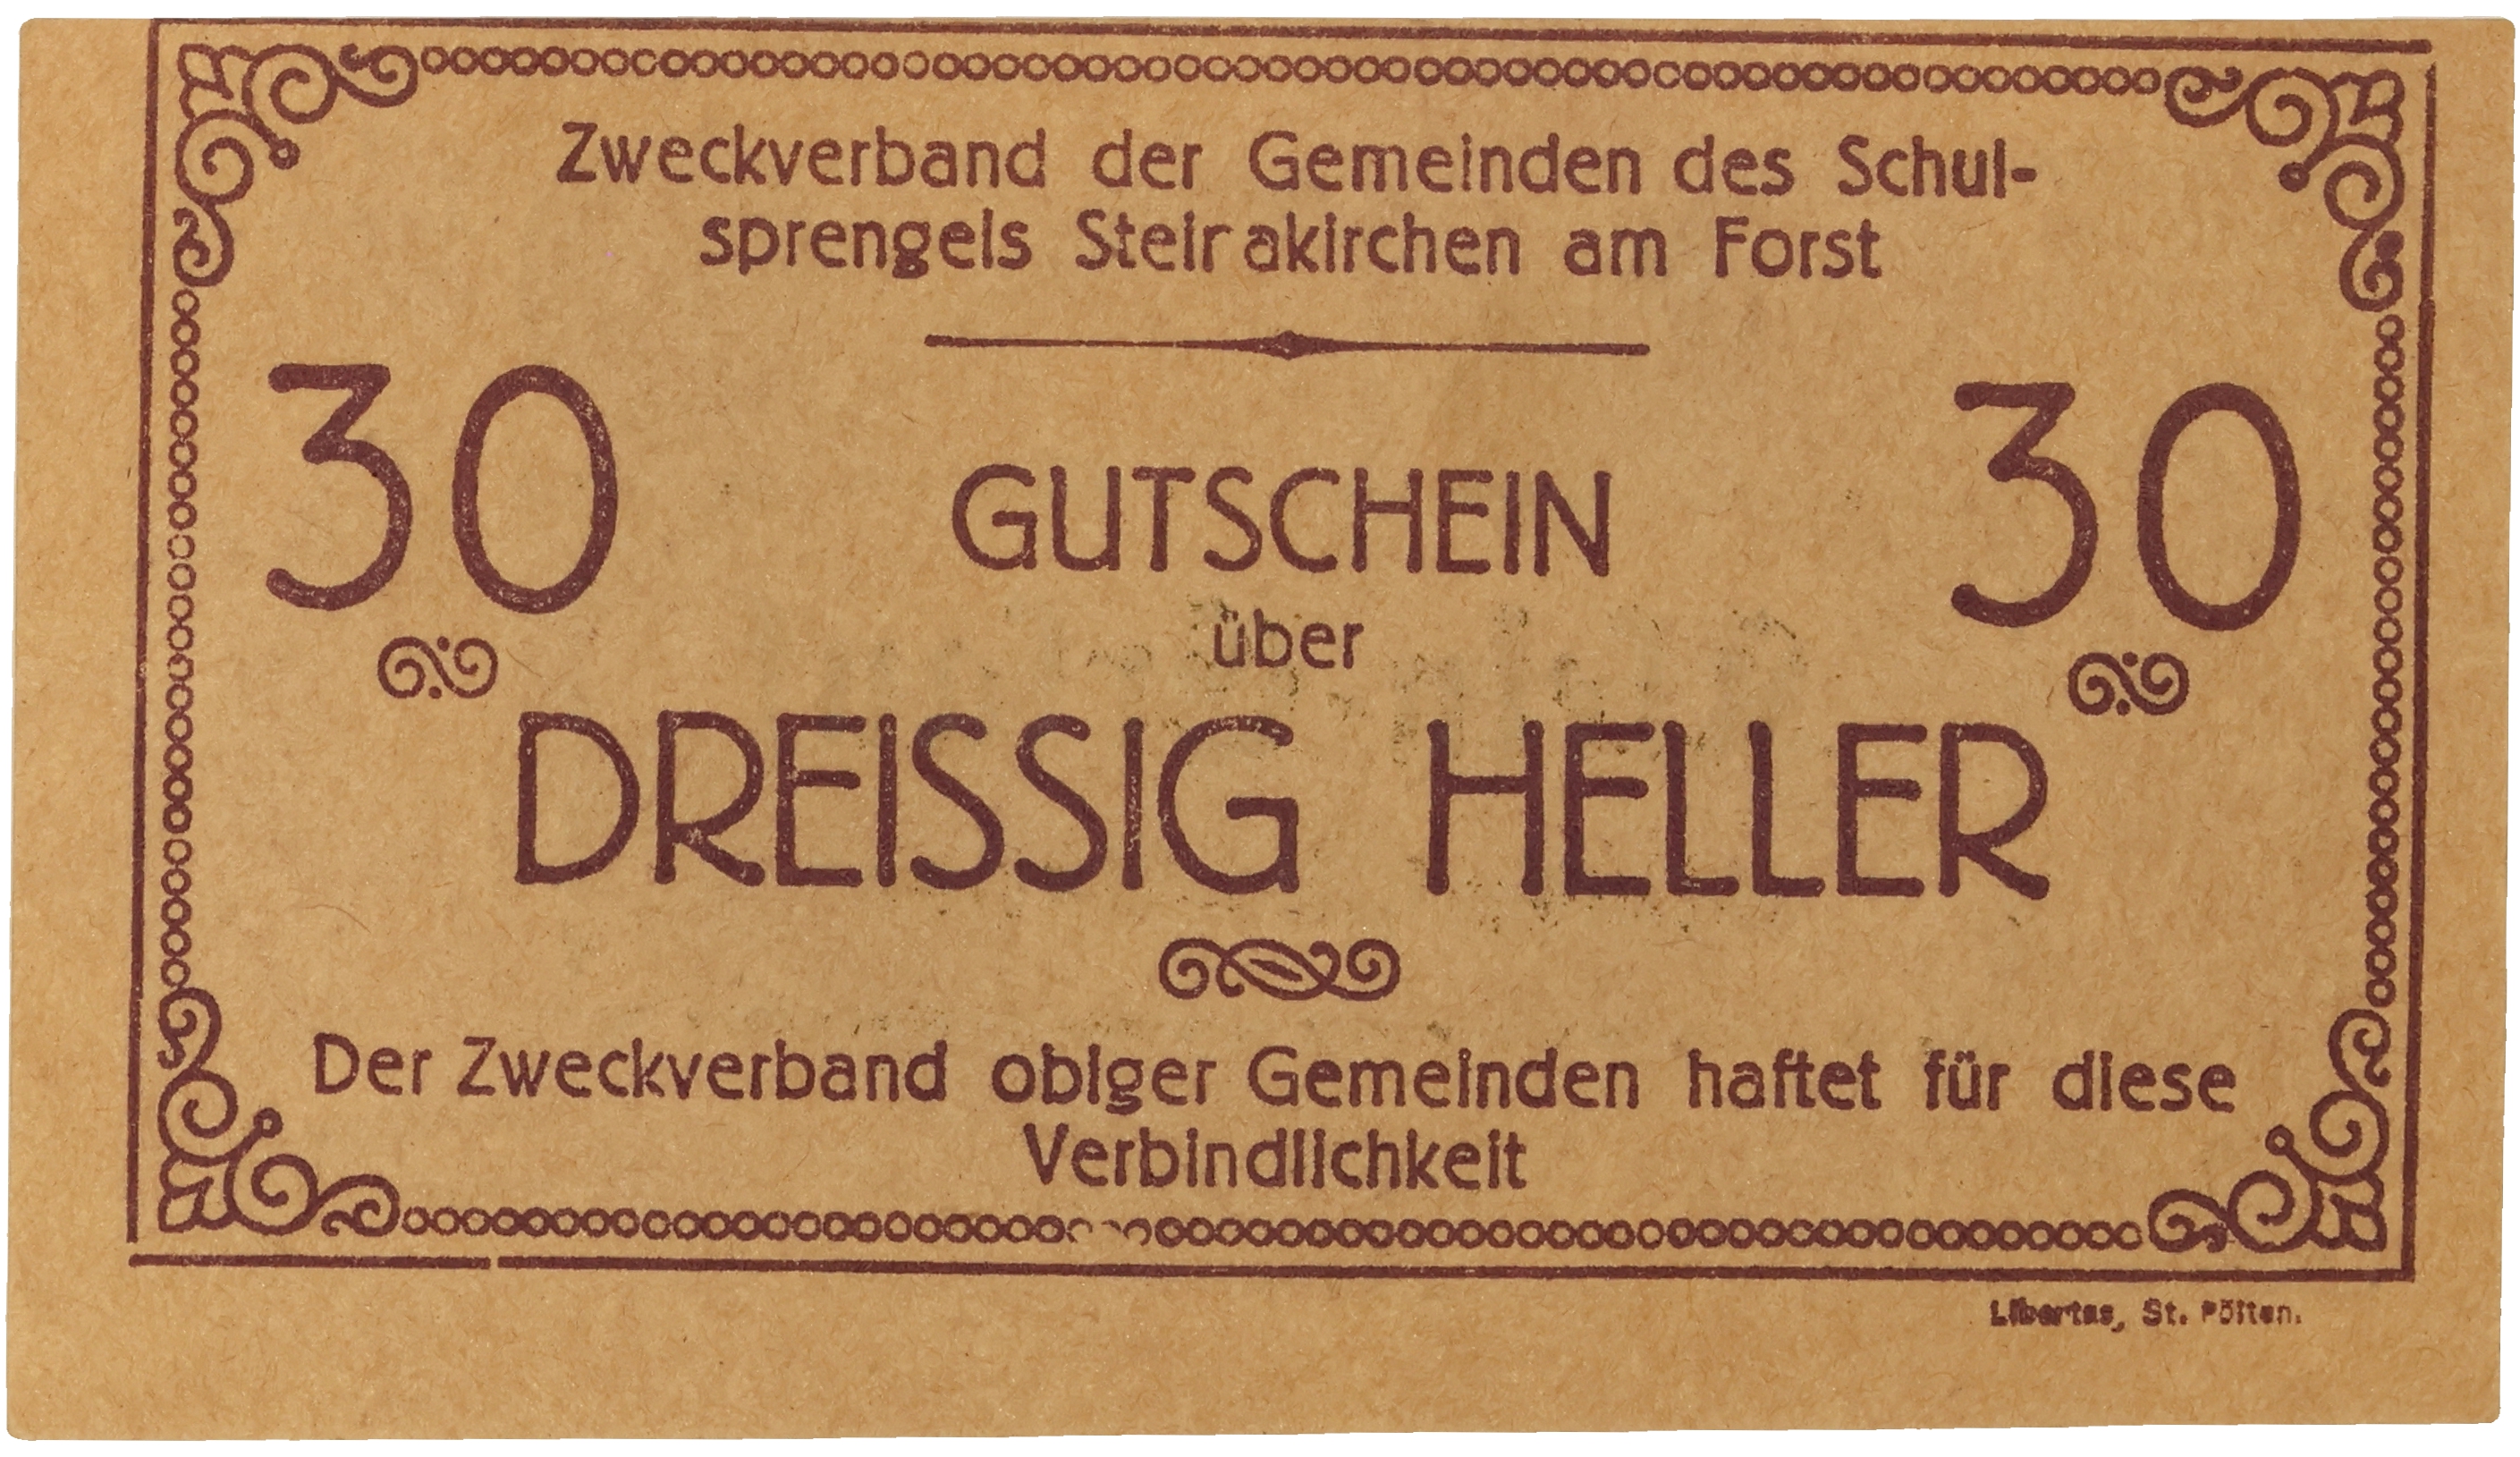 Zweckverband der Gemeinden des Schul-
sprengels Steirakirchen am Forst
30 GUTSCHEIN 30
über
DREISSIG HELLER
Der Zweckverband obiger Gemeinden haftet für diese
Verbindlichkeit
Libertas, St. Pölten.